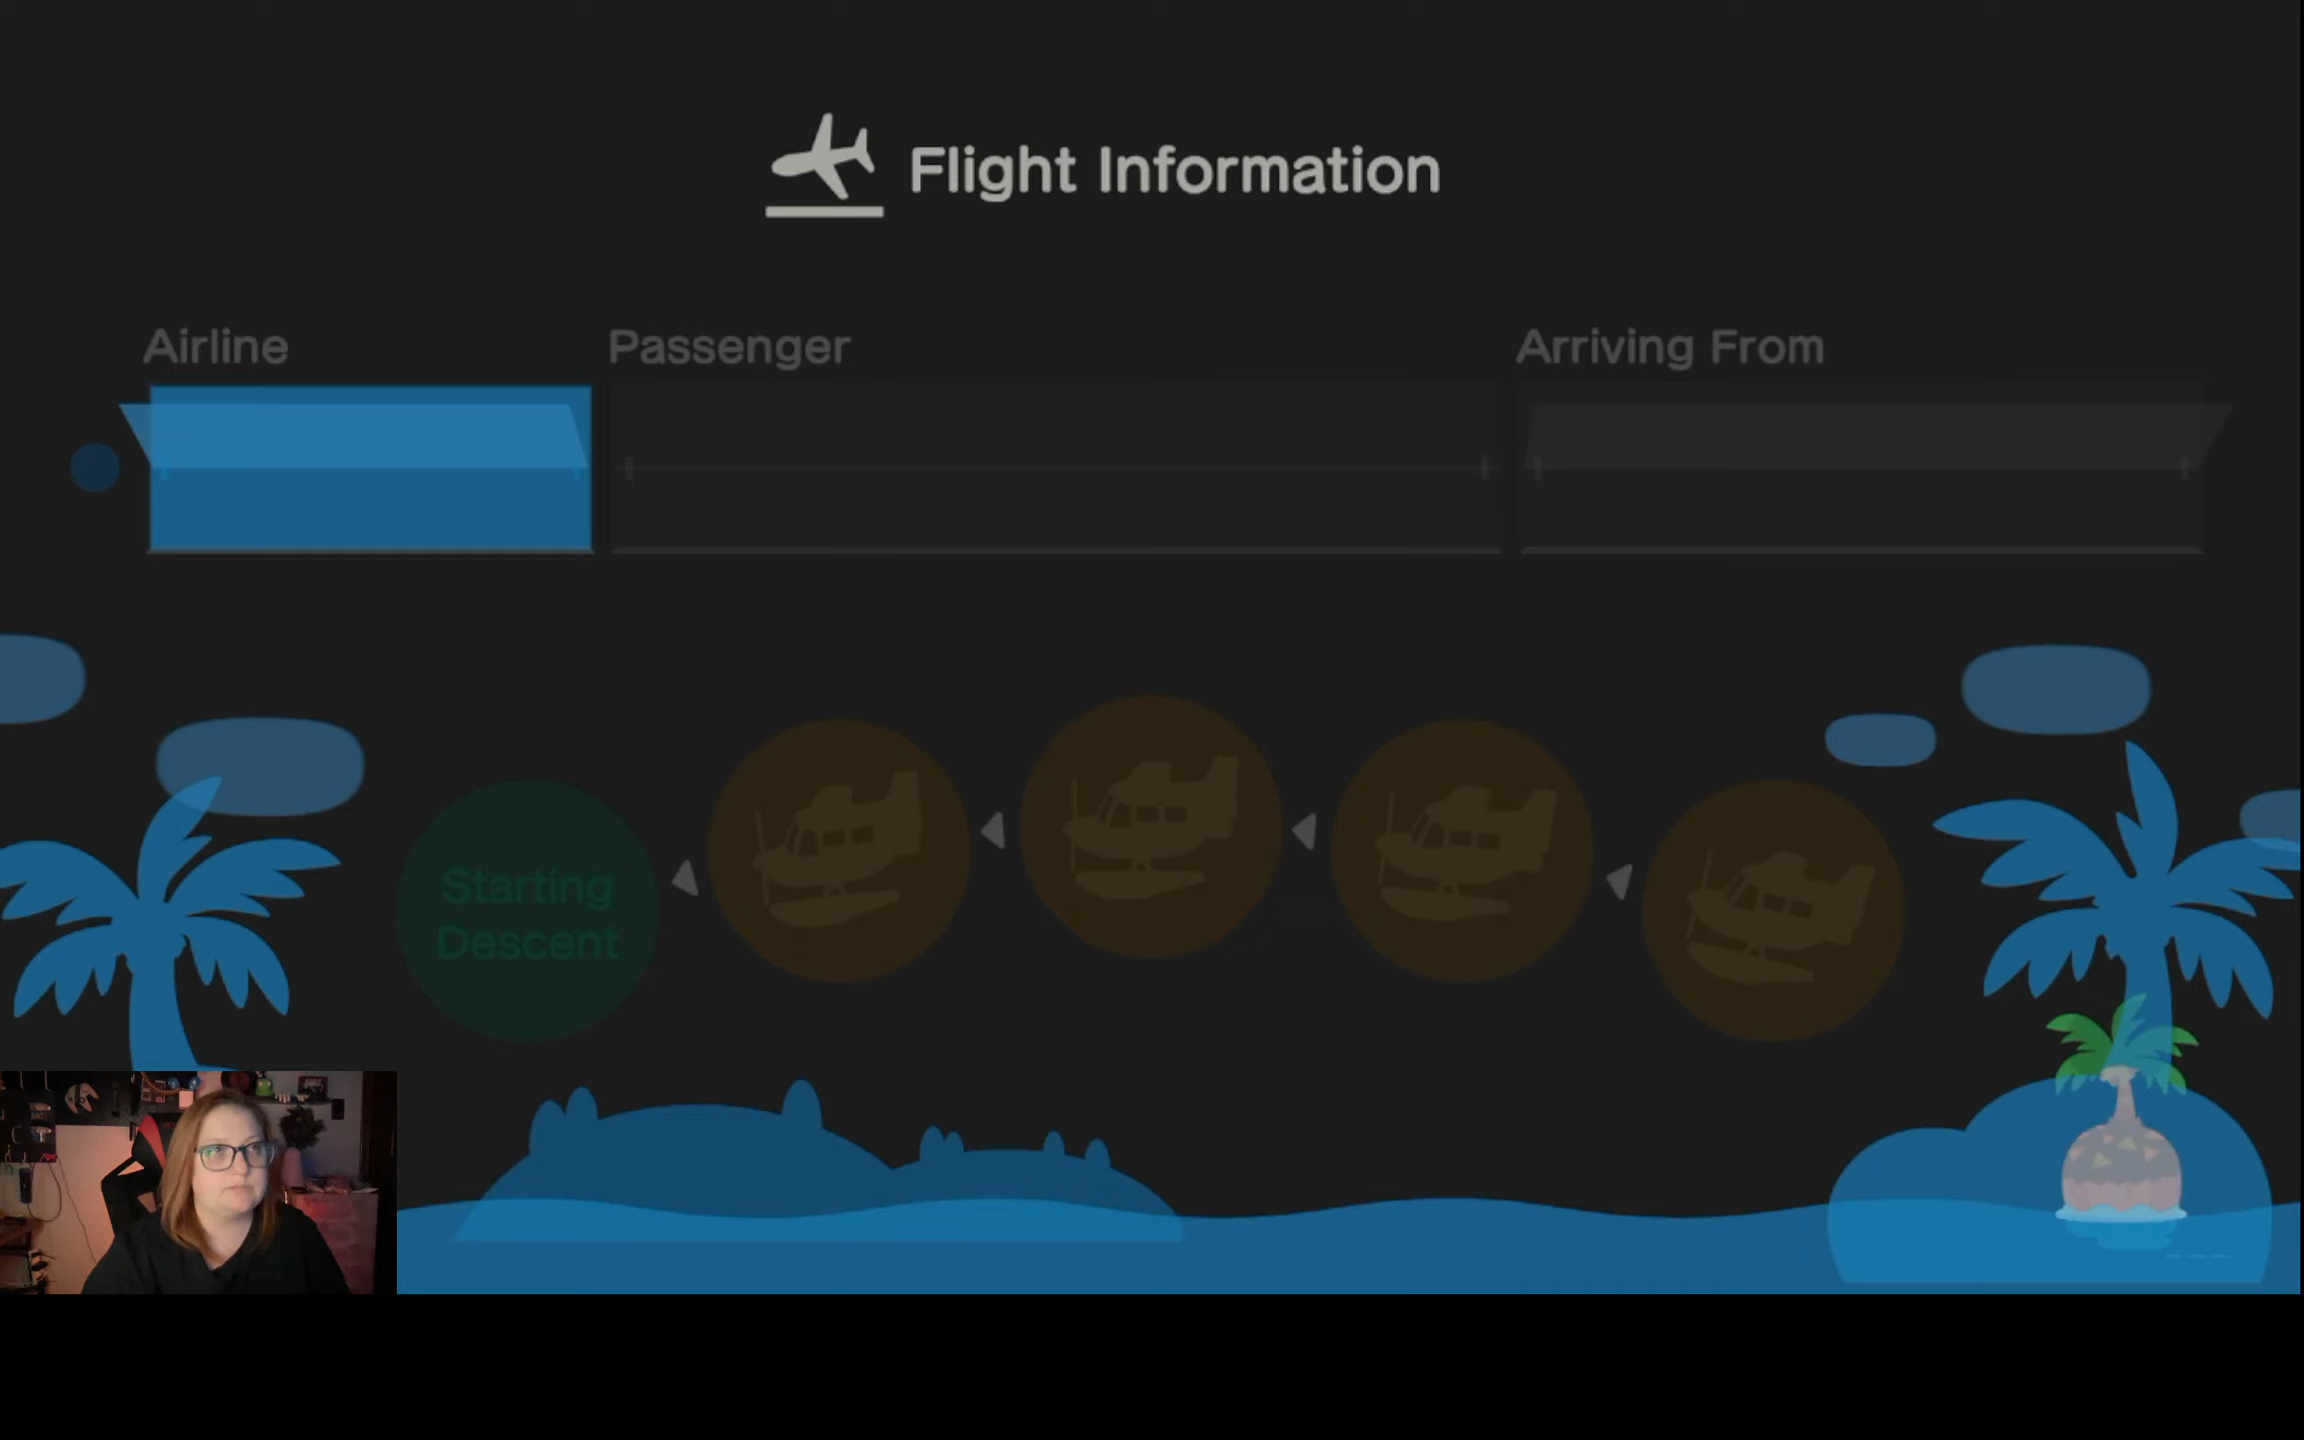 Flight Information
Airline
Passenger
Arriving From
Starting
Descent